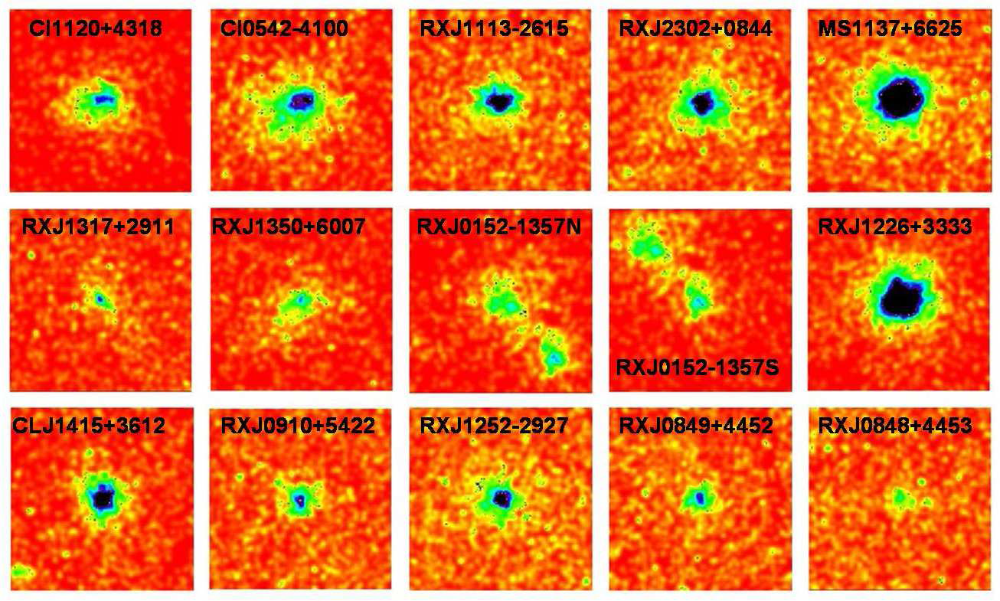 Cl1120+4318
Cl0542-4100
RXJ1113-2615
RXJ2302+0844
MS1137+6625
RXJ1317+2911
RXJ1350+6007
RXJ0152-1357N
RXJ0152-1357S
RXJ1226+3333
CLJ1415+3612
RXJ0910+5422
RXJ1252-2927
RXJ0849+4452
RXJ0848+4453